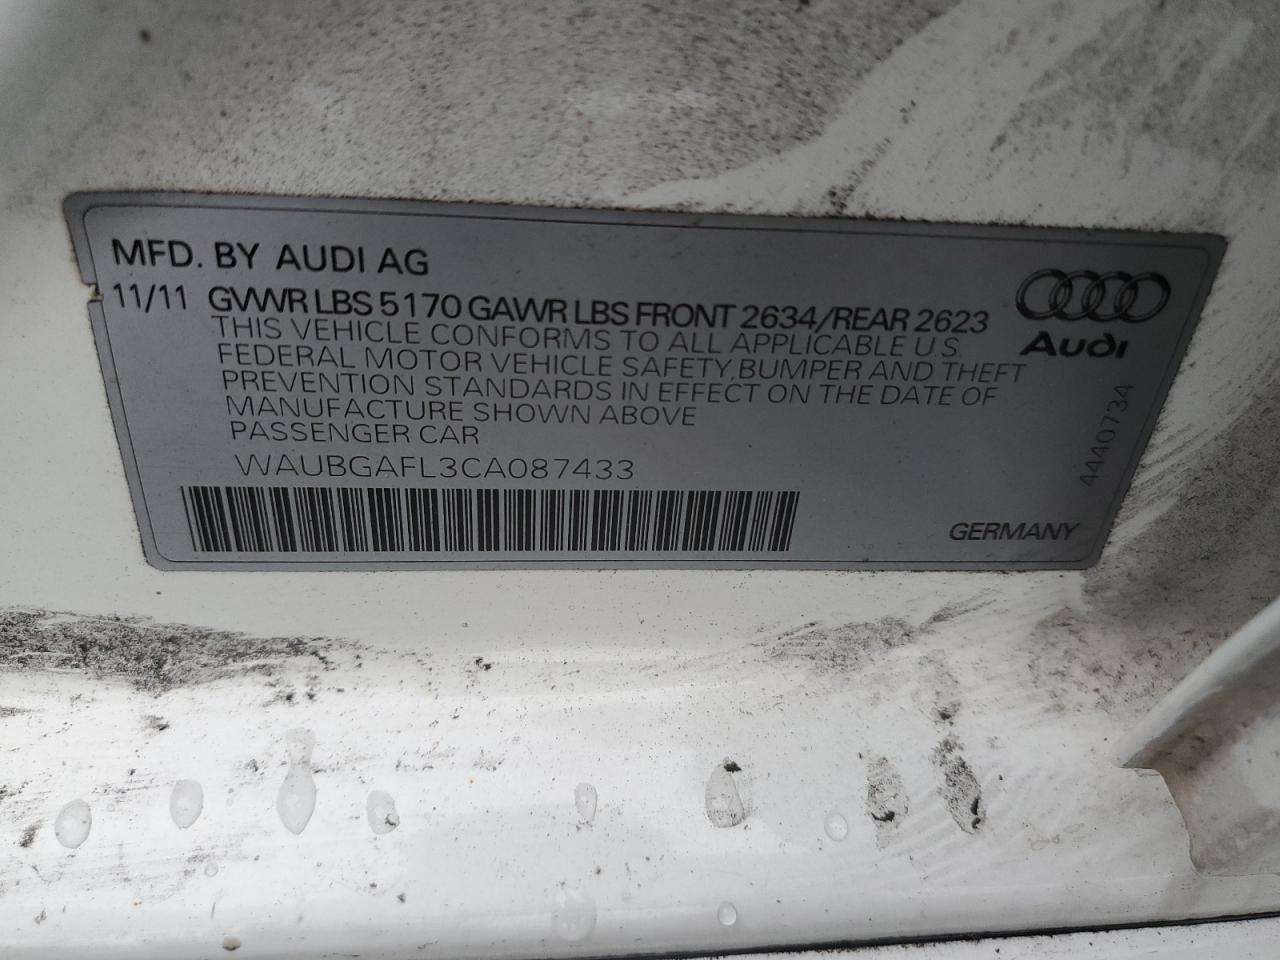 MFD. BY AUDI AG
11/11 GVWR LBS 5170 GAWR LBS FRONT 2634/REAR 2623
THIS VEHICLE CONFORMS TO ALL APPLICABLE U.S.
FEDERAL MOTOR VEHICLE SAFETY,BUMPER AND THEFT
PREVENTION STANDARDS IN EFFECT ON THE DATE OF
MANUFACTURE SHOWN ABOVE
PASSENGER CAR
WAUBGAFL3CA087433
Audi
4440734
GERMANY